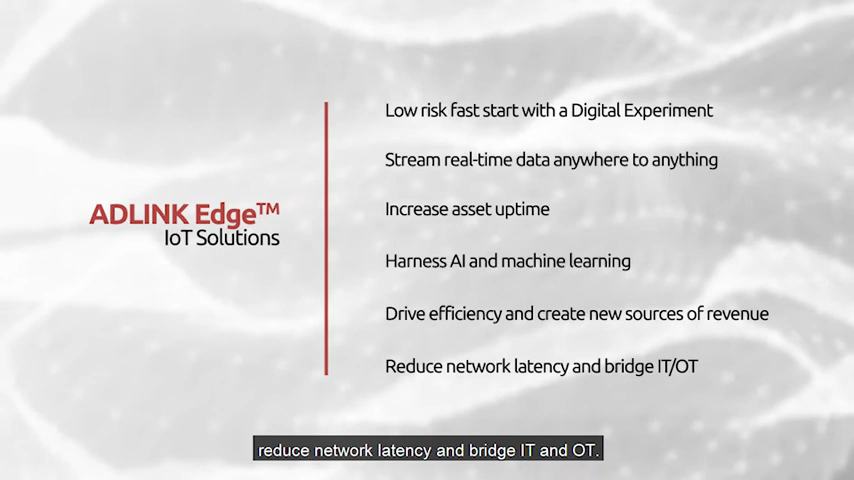 ADLINK Edge™
IoT Solutions
Low risk fast start with a Digital Experiment
Stream real-time data anywhere to anything
Increase asset uptime
Harness AI and machine learning
Drive efficiency and create new sources of revenue
Reduce network latency and bridge IT/OT
reduce network latency and bridge IT and OT.